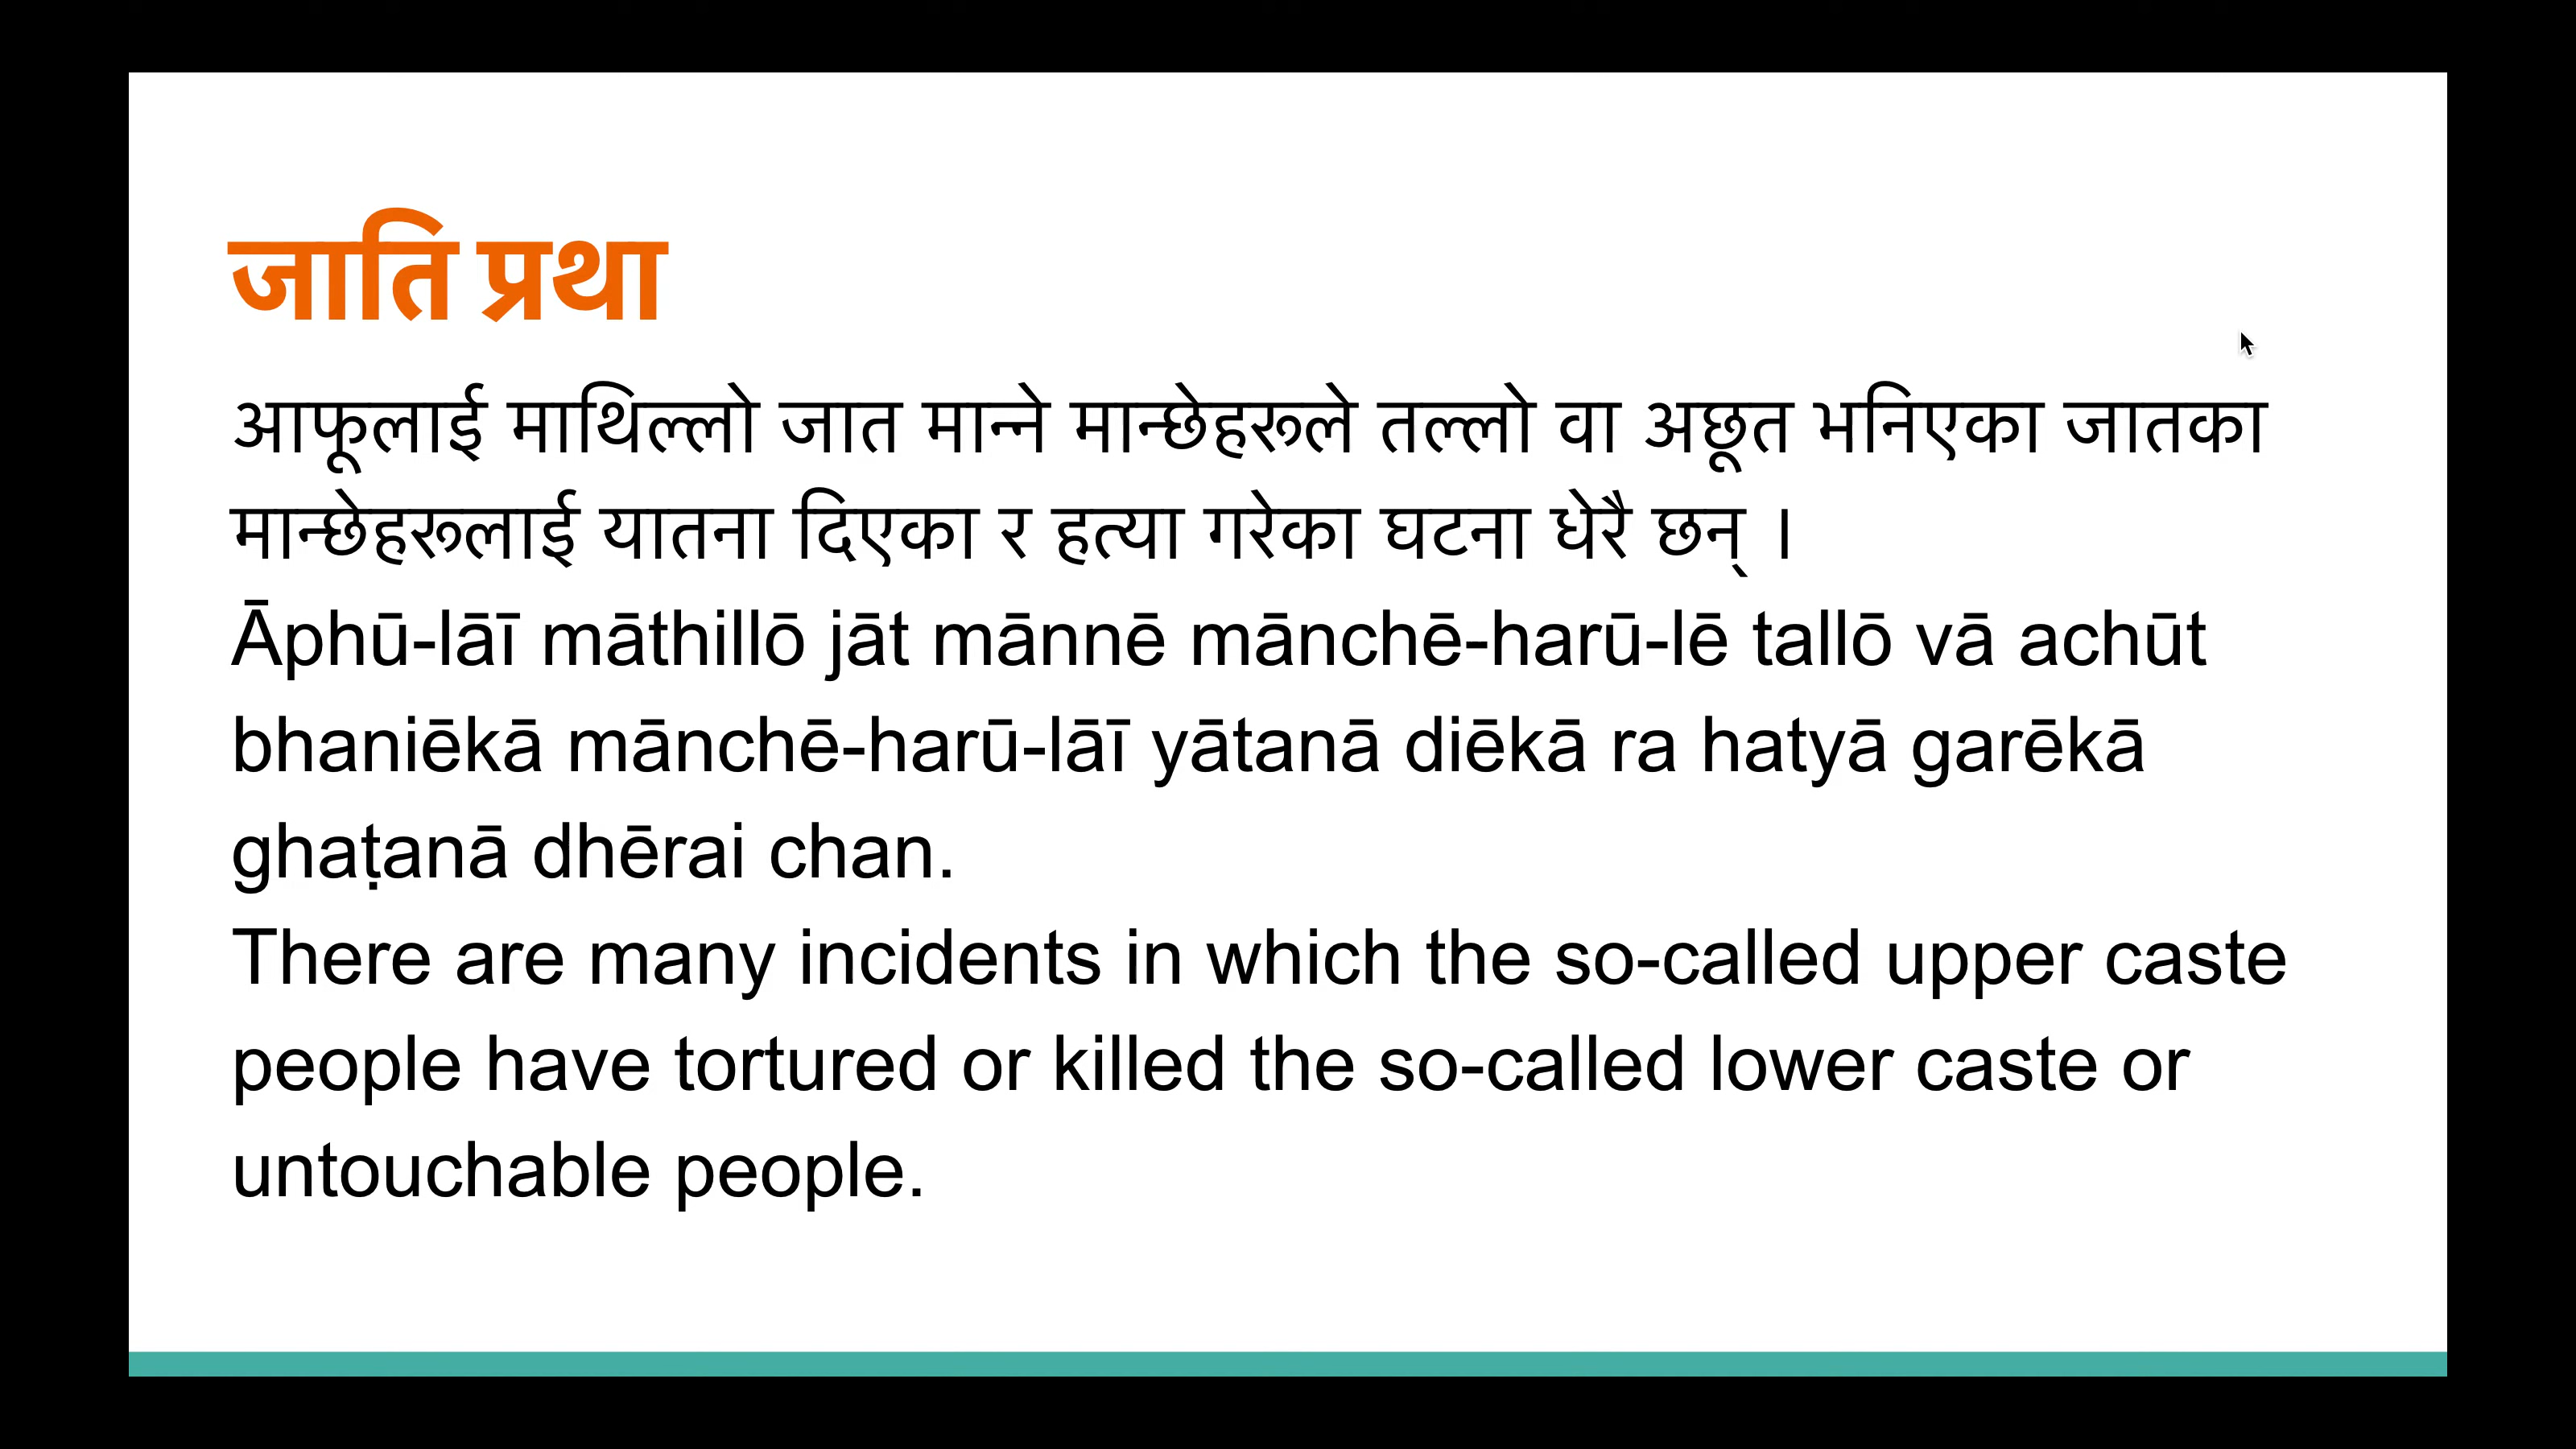 जाति प्रथा
आफूलाई माथिल्लो जात मान्ने मान्छेहरूले तल्लो वा अछूत भनिएका जातका
मान्छेहरूलाई यातना दिएका र हत्या गरेका घटना धेरै छन् ।
Āphū-lāī māthillō jāt mānnē mānchē-harū-lē tallō vā achūt
bhaniēkā mānchē-harū-lāī yātanā diēkā ra hatyā garēkā
ghaṭanā dhērai chan.
There are many incidents in which the so-called upper caste
people have tortured or killed the so-called lower caste or
untouchable people.